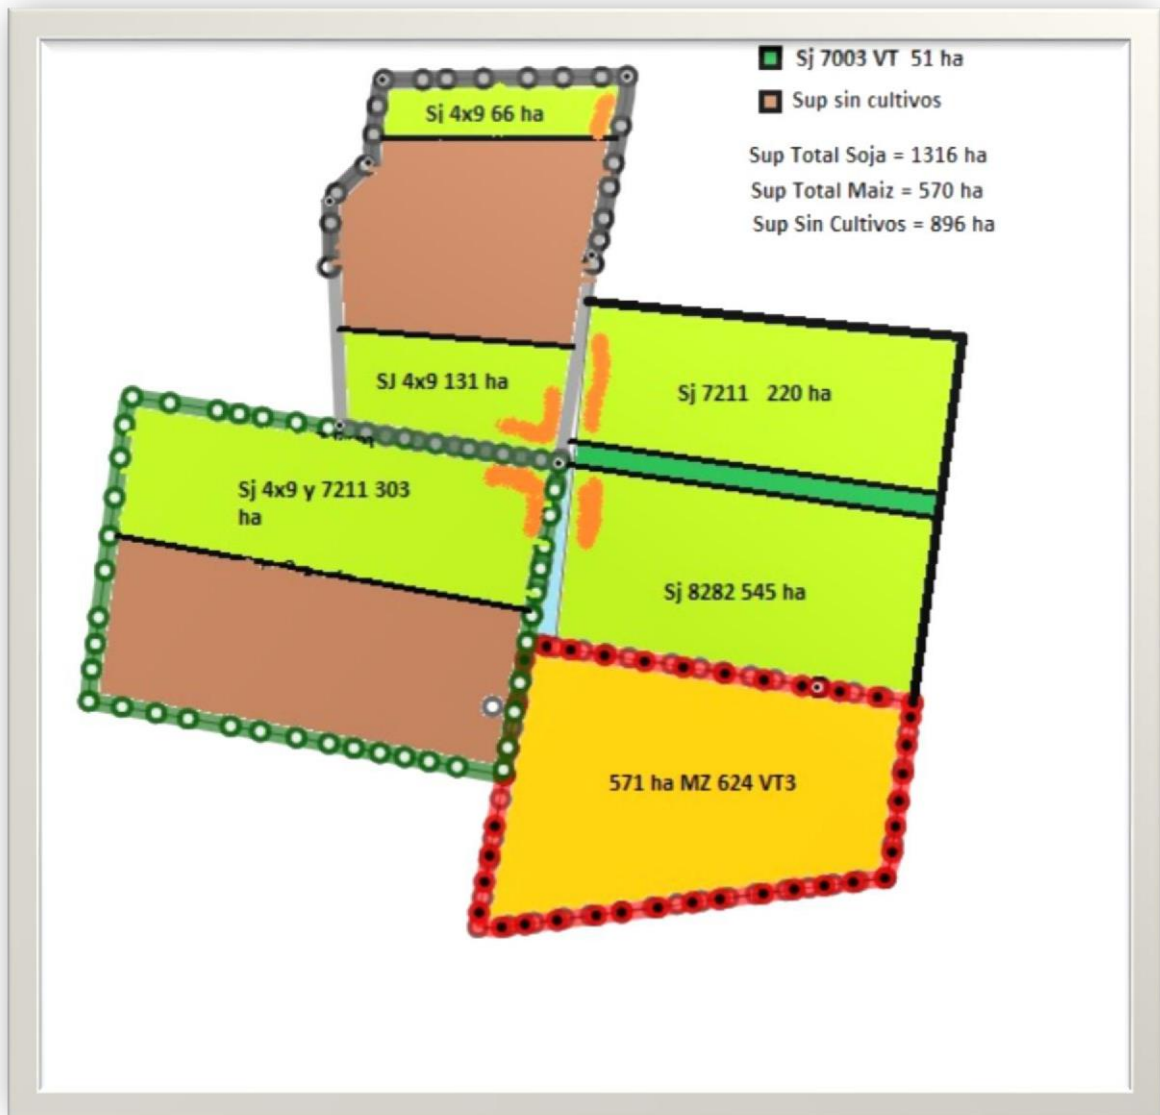 Sj 7003 VT 51 ha
Sup sin cultivos
Sup Total Soja = 1316 ha
Sup Total Maiz = 570 ha
Sup Sin Cultivos = 896 ha
Sj 4x9 66 ha
SJ 4x9 131 ha
Sj 7211 220 ha
Sj 4x9 y 7211 303
ha
Sj 8282 545 ha
571 ha MZ 624 VT3